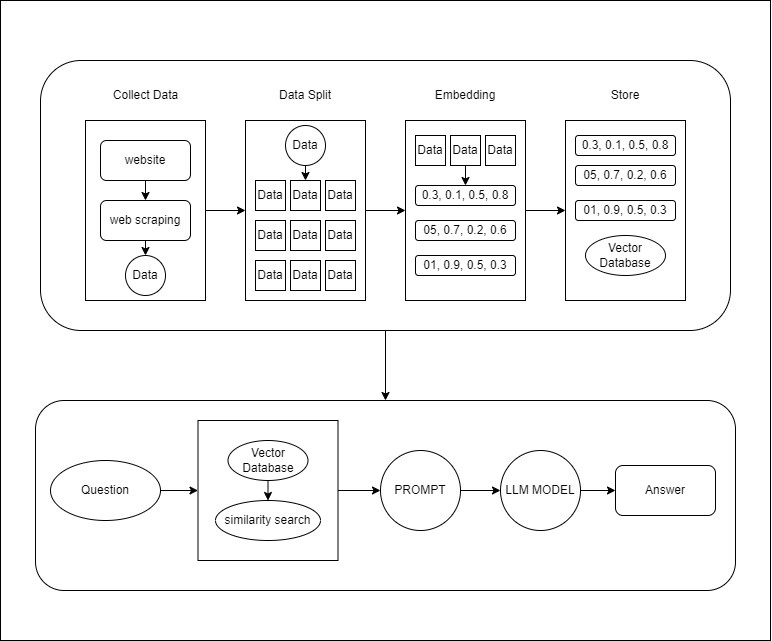 Collect Data
Data Split
Embedding
Store
website
web scraping
Data
Data
Data Data Data
Data Data Data
Data Data Data
Data Data Data
0.3, 0.1, 0.5, 0.8
05, 0.7, 0.2, 0.6
01, 0.9, 0.5, 0.3
0.3, 0.1, 0.5, 0.8
05, 0.7, 0.2, 0.6
01, 0.9, 0.5, 0.3
Vector
Database
Question
Vector
Database
similarity search
PROMPT
LLM MODEL
Answer